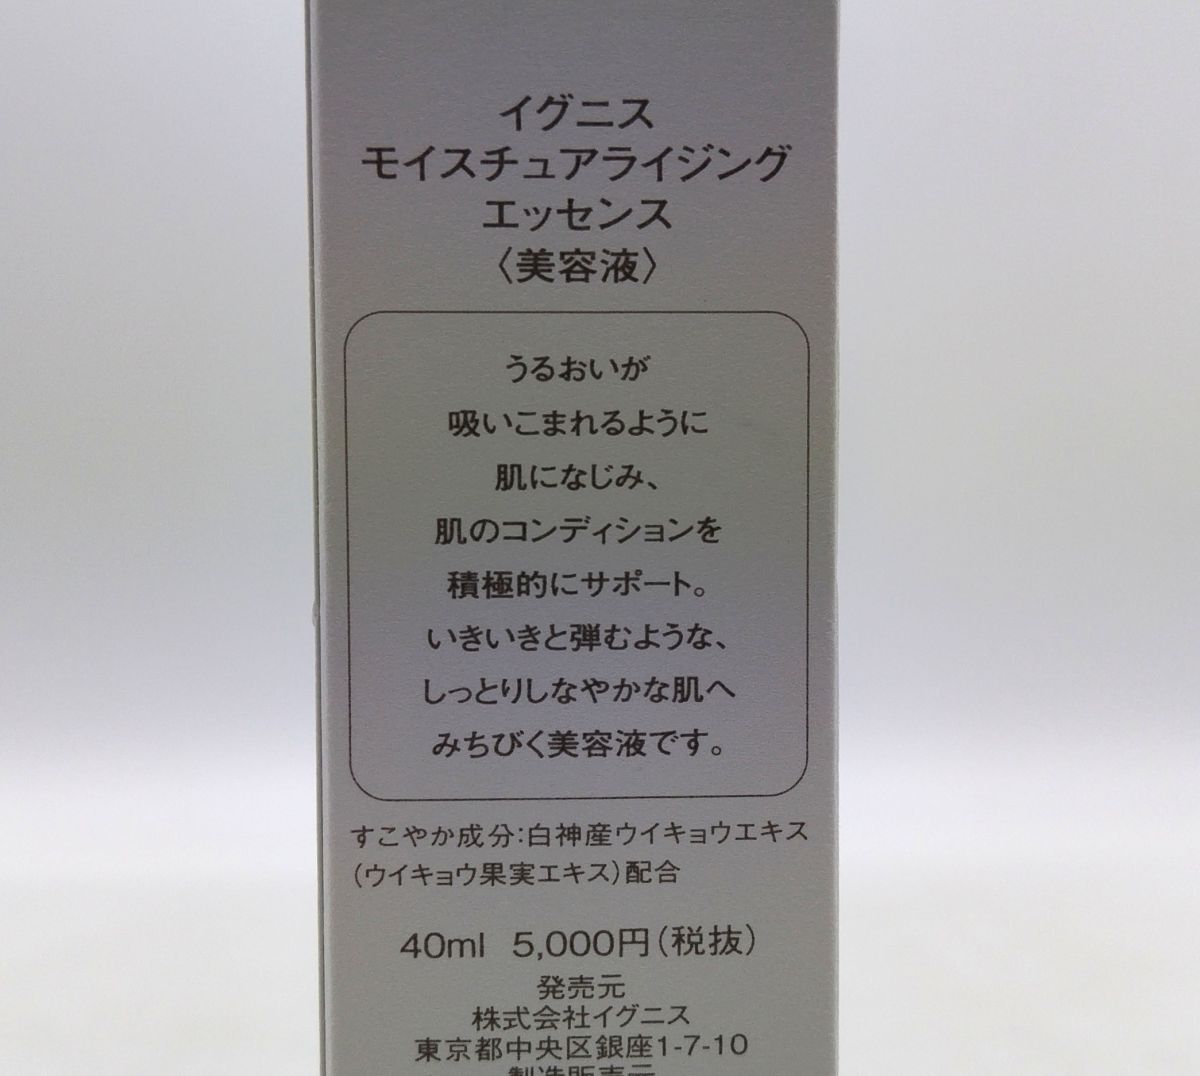 イグニス
モイスチュアライジング
エッセンス
〈美容液〉
うるおいが
吸いこまれるように
肌になじみ、
肌のコンディションを
積極的にサポート。
いきいきと弾むような、
しっとりしなやかな肌へ
みちびく美容液です。
すこやか成分:白神産ウイキョウエキス
(ウイキョウ果実エキス)配合
40ml 5,000円(税抜)
発売元
株式会社イグニス
東京都中央区銀座1-7-10
製造販売元